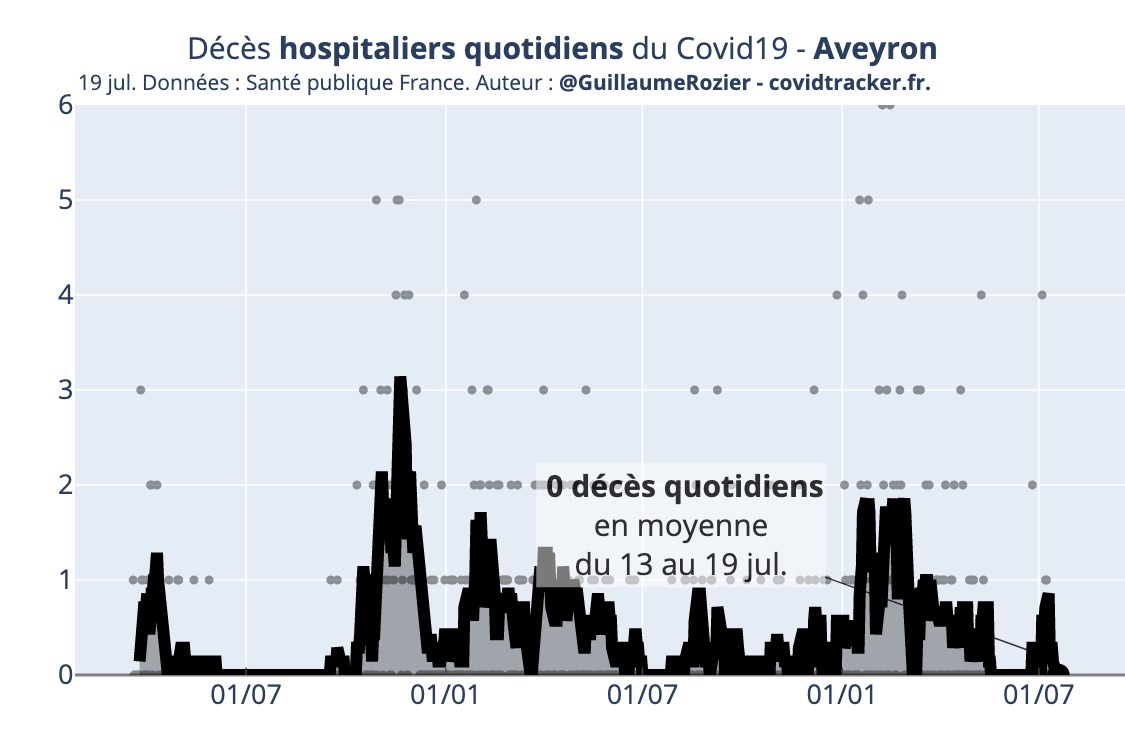 Décès hospitaliers quotidiens du Covid19 - Aveyron
19 jul. Données : Santé publique France. Auteur : @GuillaumeRozier - covidtracker.fr.
6
5
4
3
2
1
0
0 décès quotidiens
en moyenne
du 13 au 19 jul.
01/07 01/01 01/07 01/01 01/07